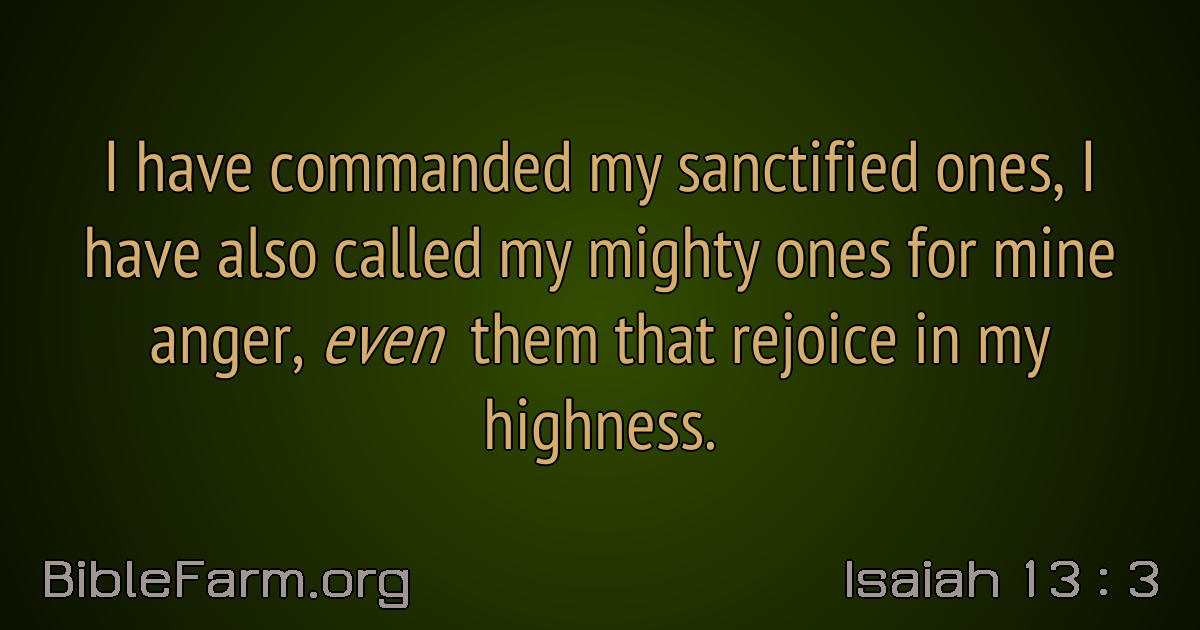 I have commanded my sanctified ones, I
have also called my mighty ones for mine
anger, even them that rejoice in my
highness.
BibleFarm.org
Isaiah 13 : 3